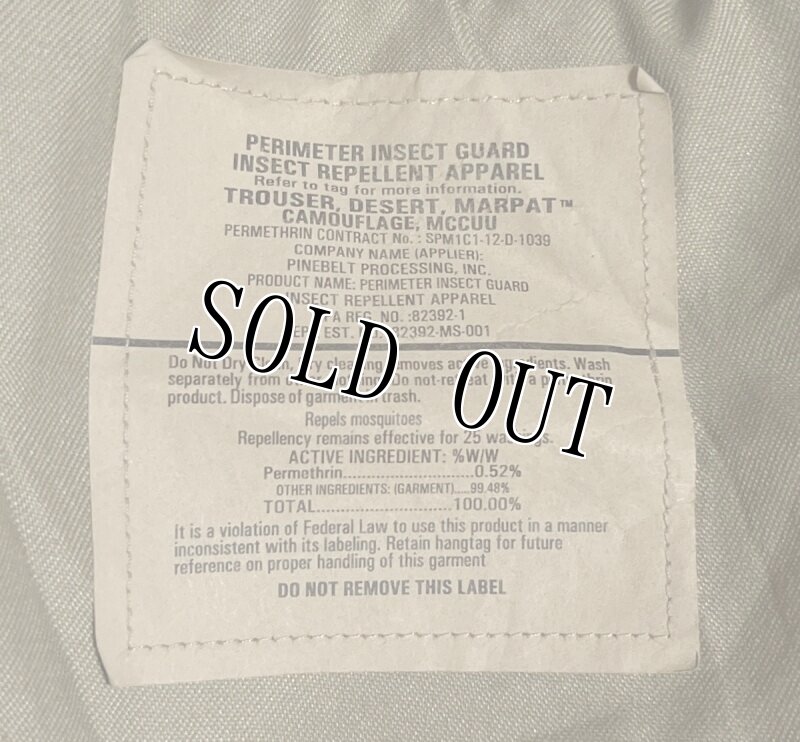 PERIMETER INSECT GUARD
INSECT REPELLENT APPAREL
Refer to tag for more information.
TROUSER, DESERT, MARPAT™
CAMOUFLAGE, MCCUU
PERMETHRIN CONTRACT No. : SPM1C1-12-D-1039
COMPANY NAME (APPLIER):
PINEBELT PROCESSING, INC.
PRODUCT NAME: PERIMETER INSECT GUARD
INSECT REPELLENT APPAREL
REG. NO. :82392-1
EST. -MS-001
SOLD OUT
Do Not Dry removes ingredients. Wash
separately from Do not
product. Dispose of garment trash.
Repels mosquitoes
Repellency remains effective for 25
ACTIVE INGREDIENT: %W/W
Permethrin..........................0.52%
OTHER INGREDIENTS: (GARMENT).....99.48%
TOTAL...........................100.00%
It is a violation of Federal Law to use this product in a manner
inconsistent with its labeling. Retain hangtag for future
reference on proper handling of this garment
DO NOT REMOVE THIS LABEL